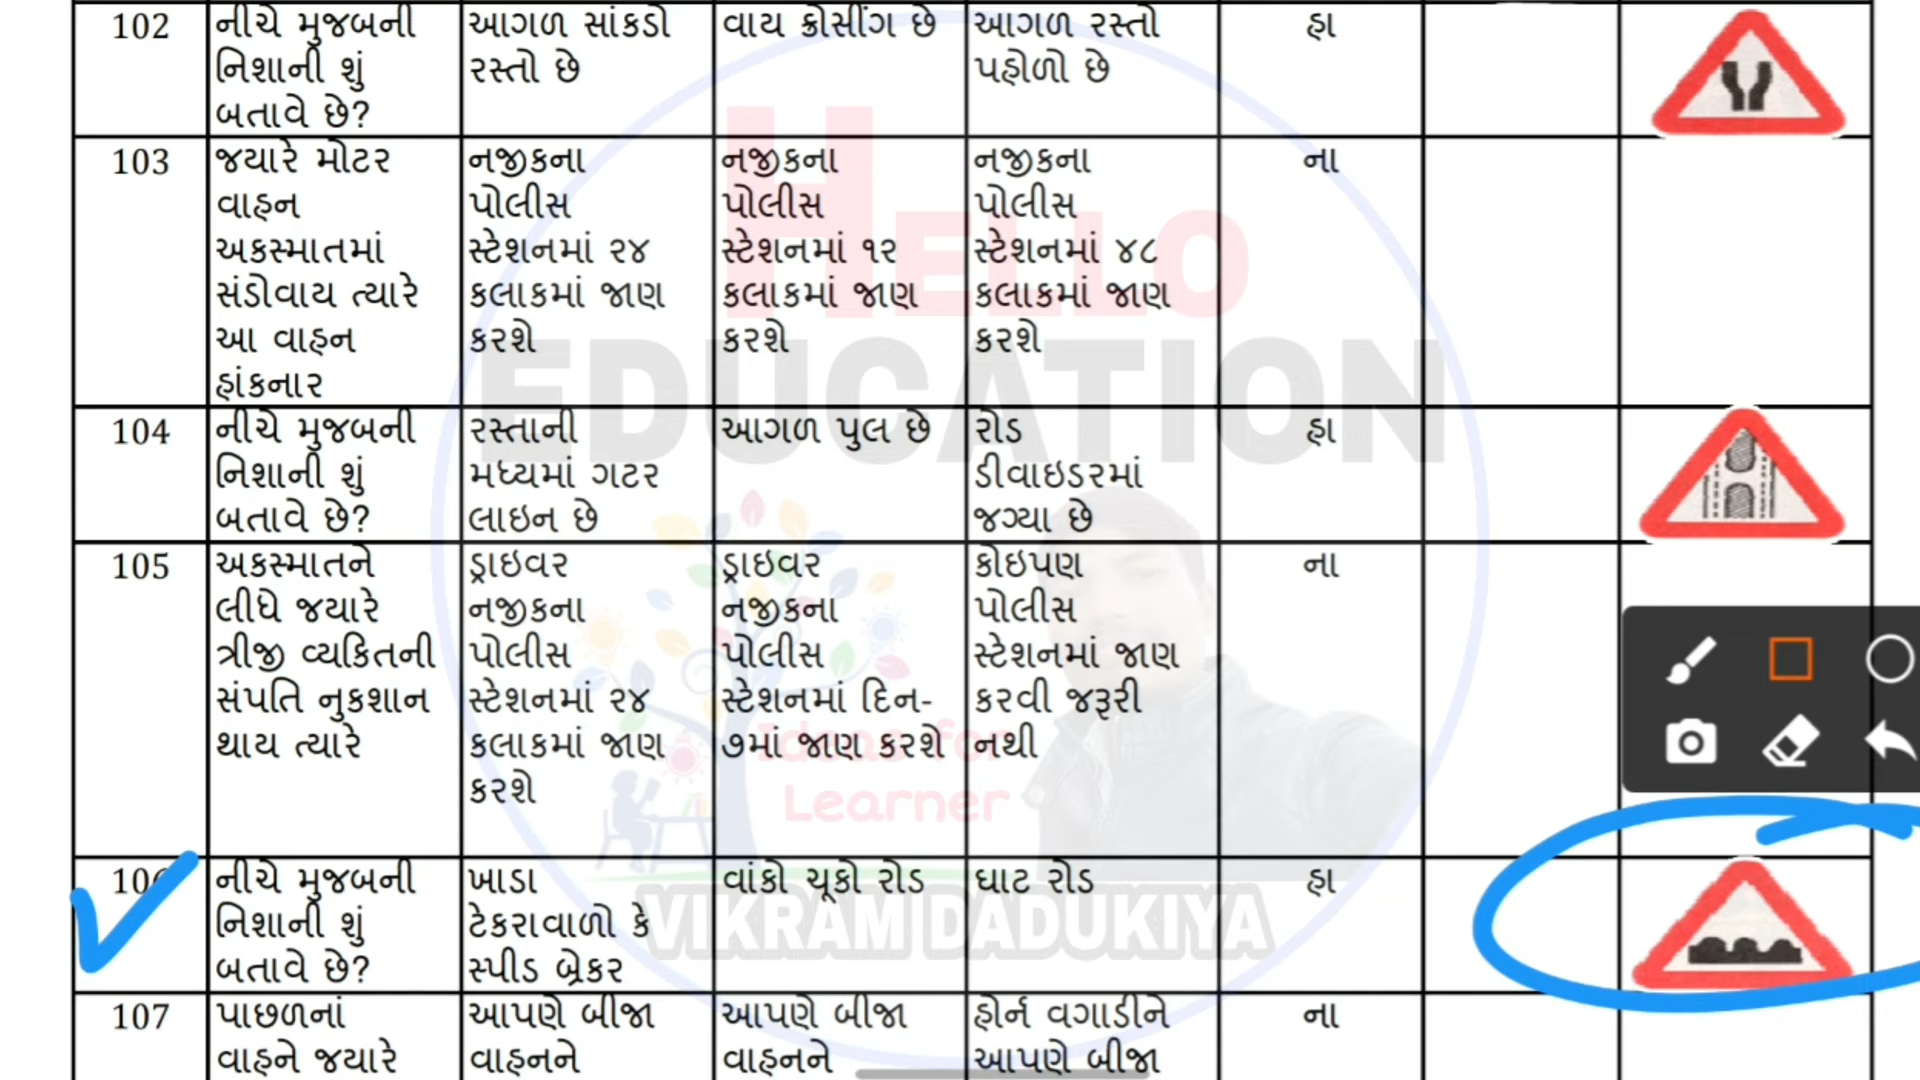 102
નીચે મુજબની
નિશાની શું
બતાવે છે?
આગળ સાંકડો
રસ્તો છે
વાય ક્રોસીંગ છે
આગળ રસ્તો
પહોળો છે
હા
103
જયારે મોટર
વાહન
અકસ્માતમાં
સંડોવાય ત્યારે
આ વાહન
હાંકનાર
નજીકના
પોલીસ
સ્ટેશનમાં ૨૪
કલાકમાં જાણ
કરશે
નજીકના
પોલીસ
સ્ટેશનમાં ૧૨
કલાકમાં જાણ
કરશે
નજીકના
પોલીસ
સ્ટેશનમાં ૪૮
કલાકમાં જાણ
કરશે
ના
104
નીચે મુજબની
નિશાની શું
બતાવે છે?
રસ્તાની
મધ્યમાં ગટર
લાઇન છે
આગળ પુલ છે
રોડ
ડીવાઇડરમાં
જગ્યા છે
હા
105
અકસ્માતને
લીધે જયારે
ત્રીજી વ્યકિતની
સંપતિ નુકશાન
થાય ત્યારે
ડ્રાઇવર
નજીકના
પોલીસ
સ્ટેશનમાં ૨૪
કલાકમાં જાણ
કરશે
ડ્રાઇવર
નજીકના
પોલીસ
સ્ટેશનમાં દિન-
૭માં જાણ કરશે
કોઇપણ
પોલીસ
સ્ટેશનમાં જાણ
કરવી જરૂરી
નથી
ના
106
નીચે મુજબની
નિશાની શું
બતાવે છે?
ખાડા
ટેકરાવાળો કે
સ્પીડ બ્રેકર
વાંકો ચૂકો રોડ
ઘાટ રોડ
હા
107
પાછળનાં
વાહને જયારે
આપણે બીજા
વાહનને
આપણે બીજા
વાહનને
હોર્ન વગાડીને
આપણે બીજા
ના
HELLO
EDUCATION
Ideas for
Learner
VIKRAM DADUKIYA